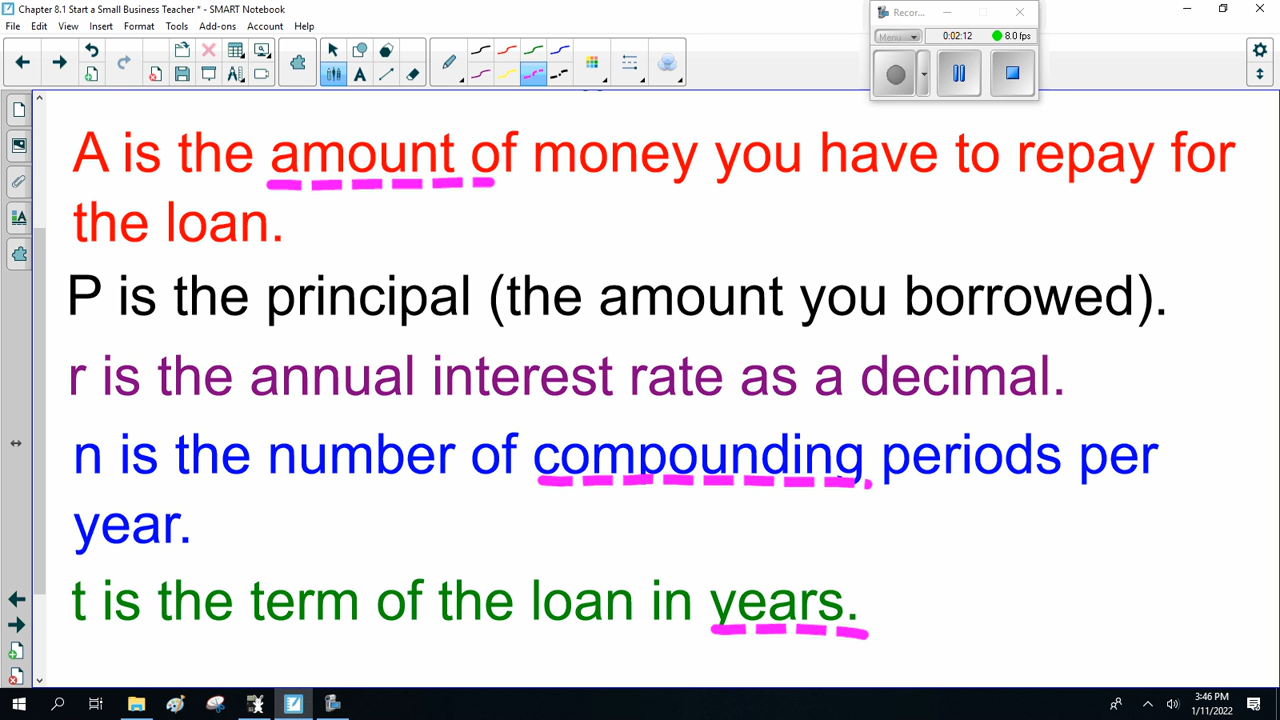 Chapter 8.1 Start a Small Business Teacher * - SMART Notebook
Recor...
File Edit View Insert Format Tools Add-ons Account Help
Menu 0:02:12 8.0 fps
A is the amount of money you have to repay for
the loan.
P is the principal (the amount you borrowed).
r is the annual interest rate as a decimal.
n is the number of compounding periods per
year.
t is the term of the loan in years.
3:46 PM
1/11/2022